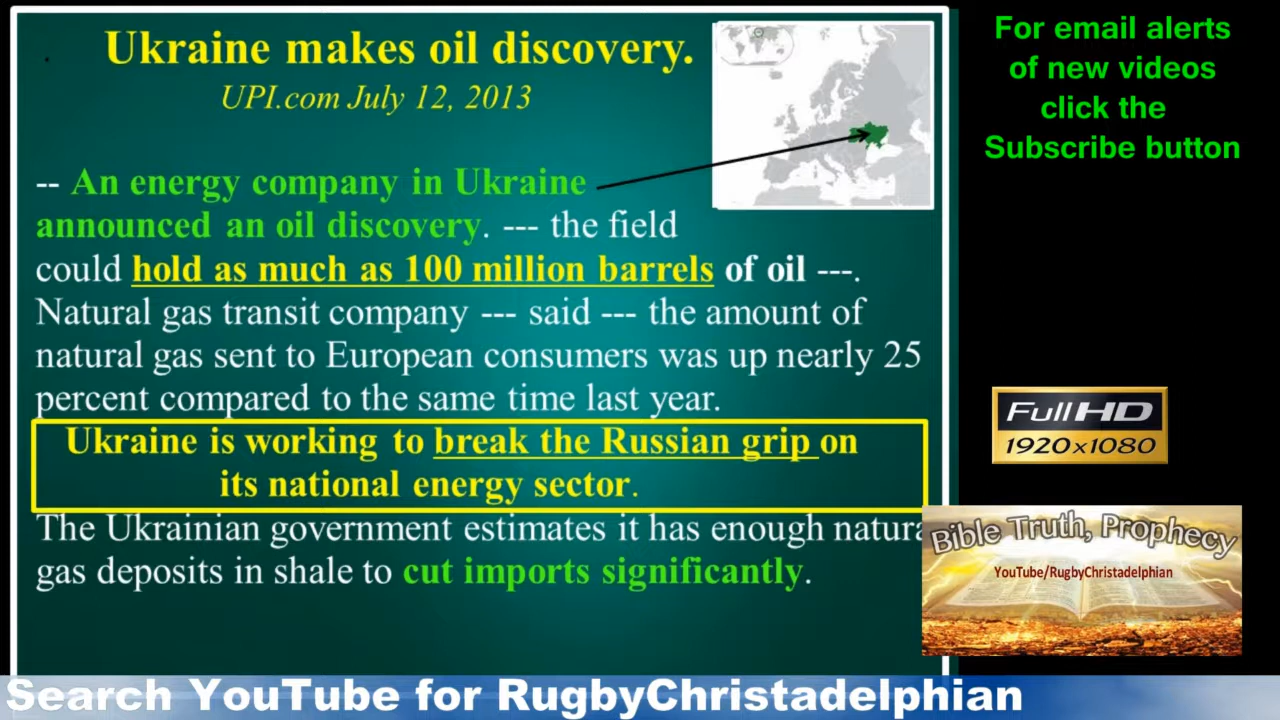 Ukraine makes oil discovery.
UPI.com July 12, 2013
-- An energy company in Ukraine
announced an oil discovery. --- the field
could hold as much as 100 million barrels of oil ---.
Natural gas transit company --- said --- the amount of
natural gas sent to European consumers was up nearly 25
percent compared to the same time last year.
Ukraine is working to break the Russian grip on
its national energy sector.
The Ukrainian government estimates it has enough natura
gas deposits in shale to cut imports significantly.
For email alerts
of new videos
click the
Subscribe button
Full HD
1920x1080
Bible Truth, Prophecy
YouTube/RugbyChristadelphian
Search YouTube for RugbyChristadelphian